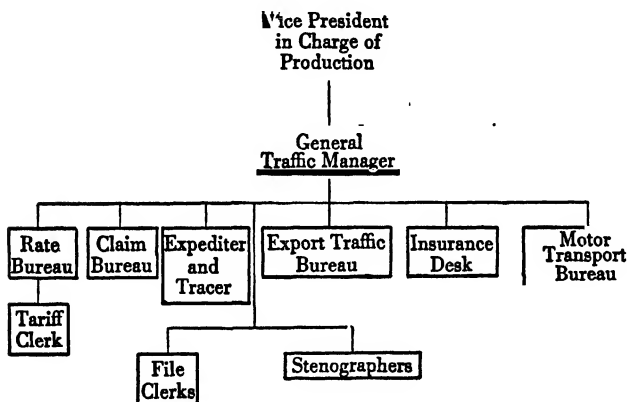 Vice President
in Charge of
Production
General
Traffic Manager
Rate
Bureau
Claim
Bureau
Expediter
and
Tracer
Export Traffic
Bureau
Insurance
Desk
Motor
Transport
Bureau
Tariff
Clerk
File
Clerks
Stenographers